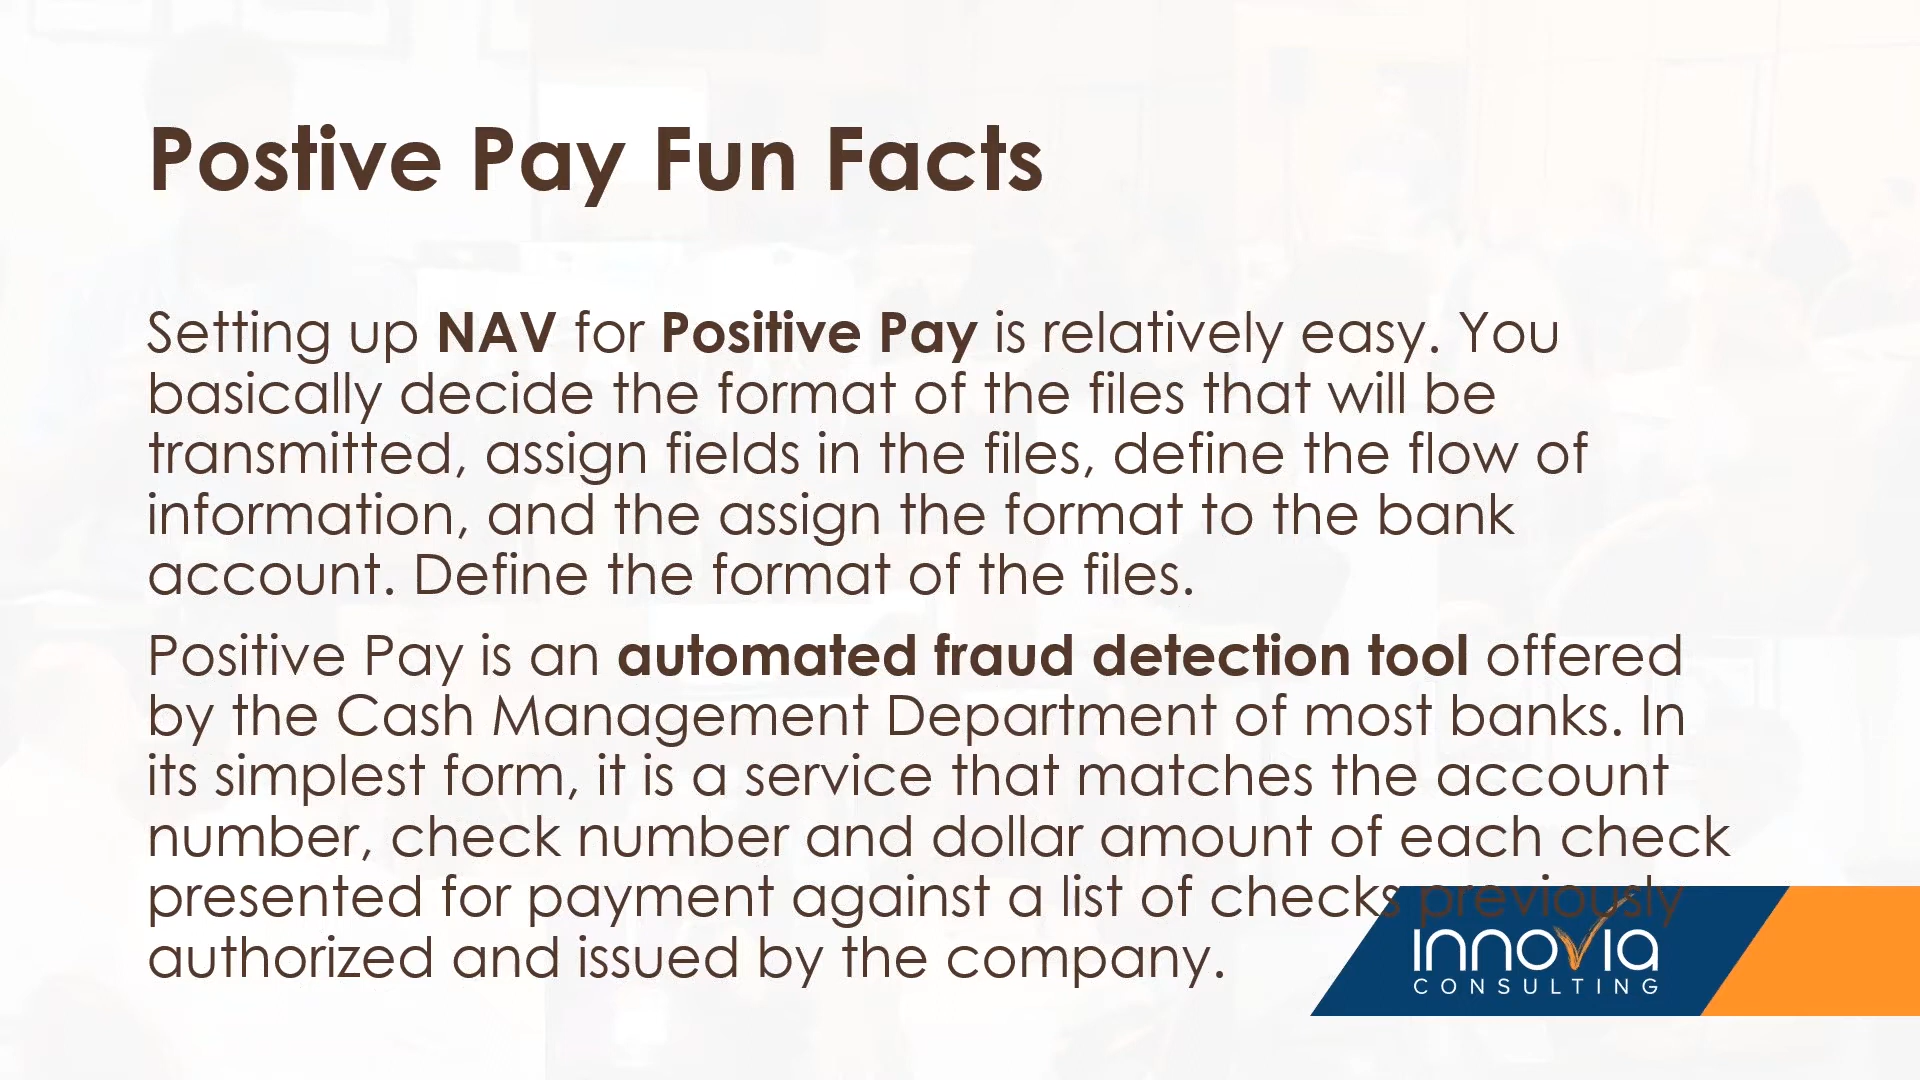 Postive Pay Fun Facts
Setting up NAV for Positive Pay is relatively easy. You
basically decide the format of the files that will be
transmitted, assign fields in the files, define the flow of
information, and the assign the format to the bank
account. Define the format of the files.
Positive Pay is an automated fraud detection tool offered
by the Cash Management Department of most banks. In
its simplest form, it is a service that matches the account
number, check number and dollar amount of each check
presented for payment against a list of checks previously
authorized and issued by the company.
innovia
CONSULTING